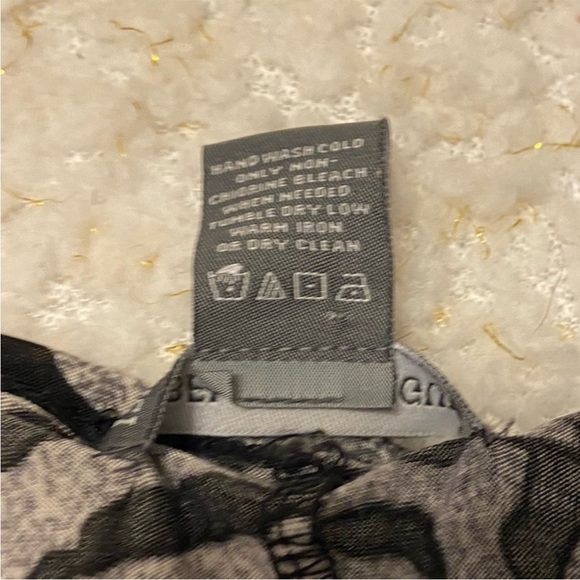 HAND WASH COLD
ONLY NON-
CHLORINE BLEACH
WHEN NEEDED
TUMBLE DRY LOW
WARM IRON
OR DRY CLEAN